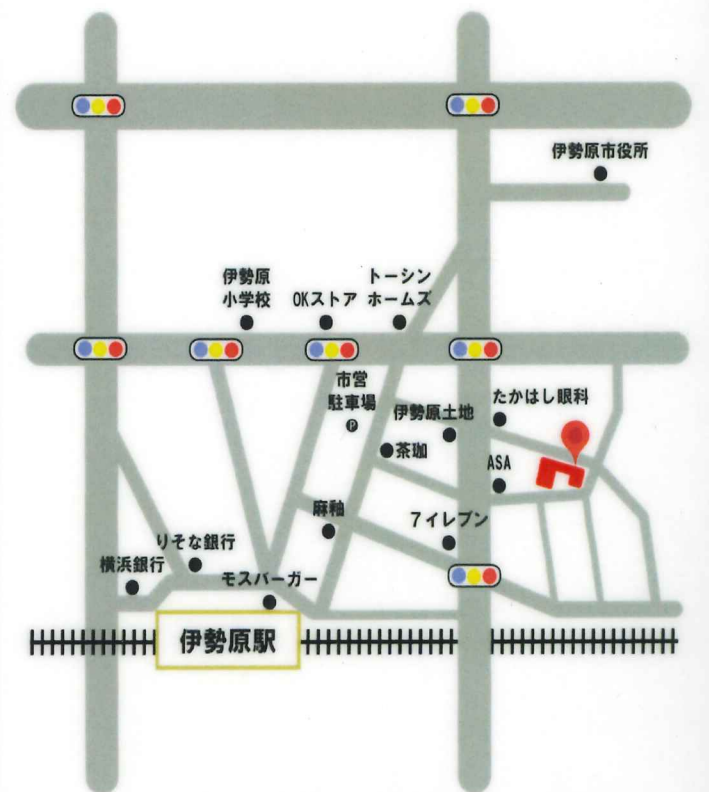 伊勢原市役所
伊勢原
小学校
OKストア
トーシン
ホームズ
市営
駐車場
P
伊勢原土地
たかはし眼科
茶珈
ASA
麻釉
7イレブン
りそな銀行
横浜銀行
モスバーガー
伊勢原駅